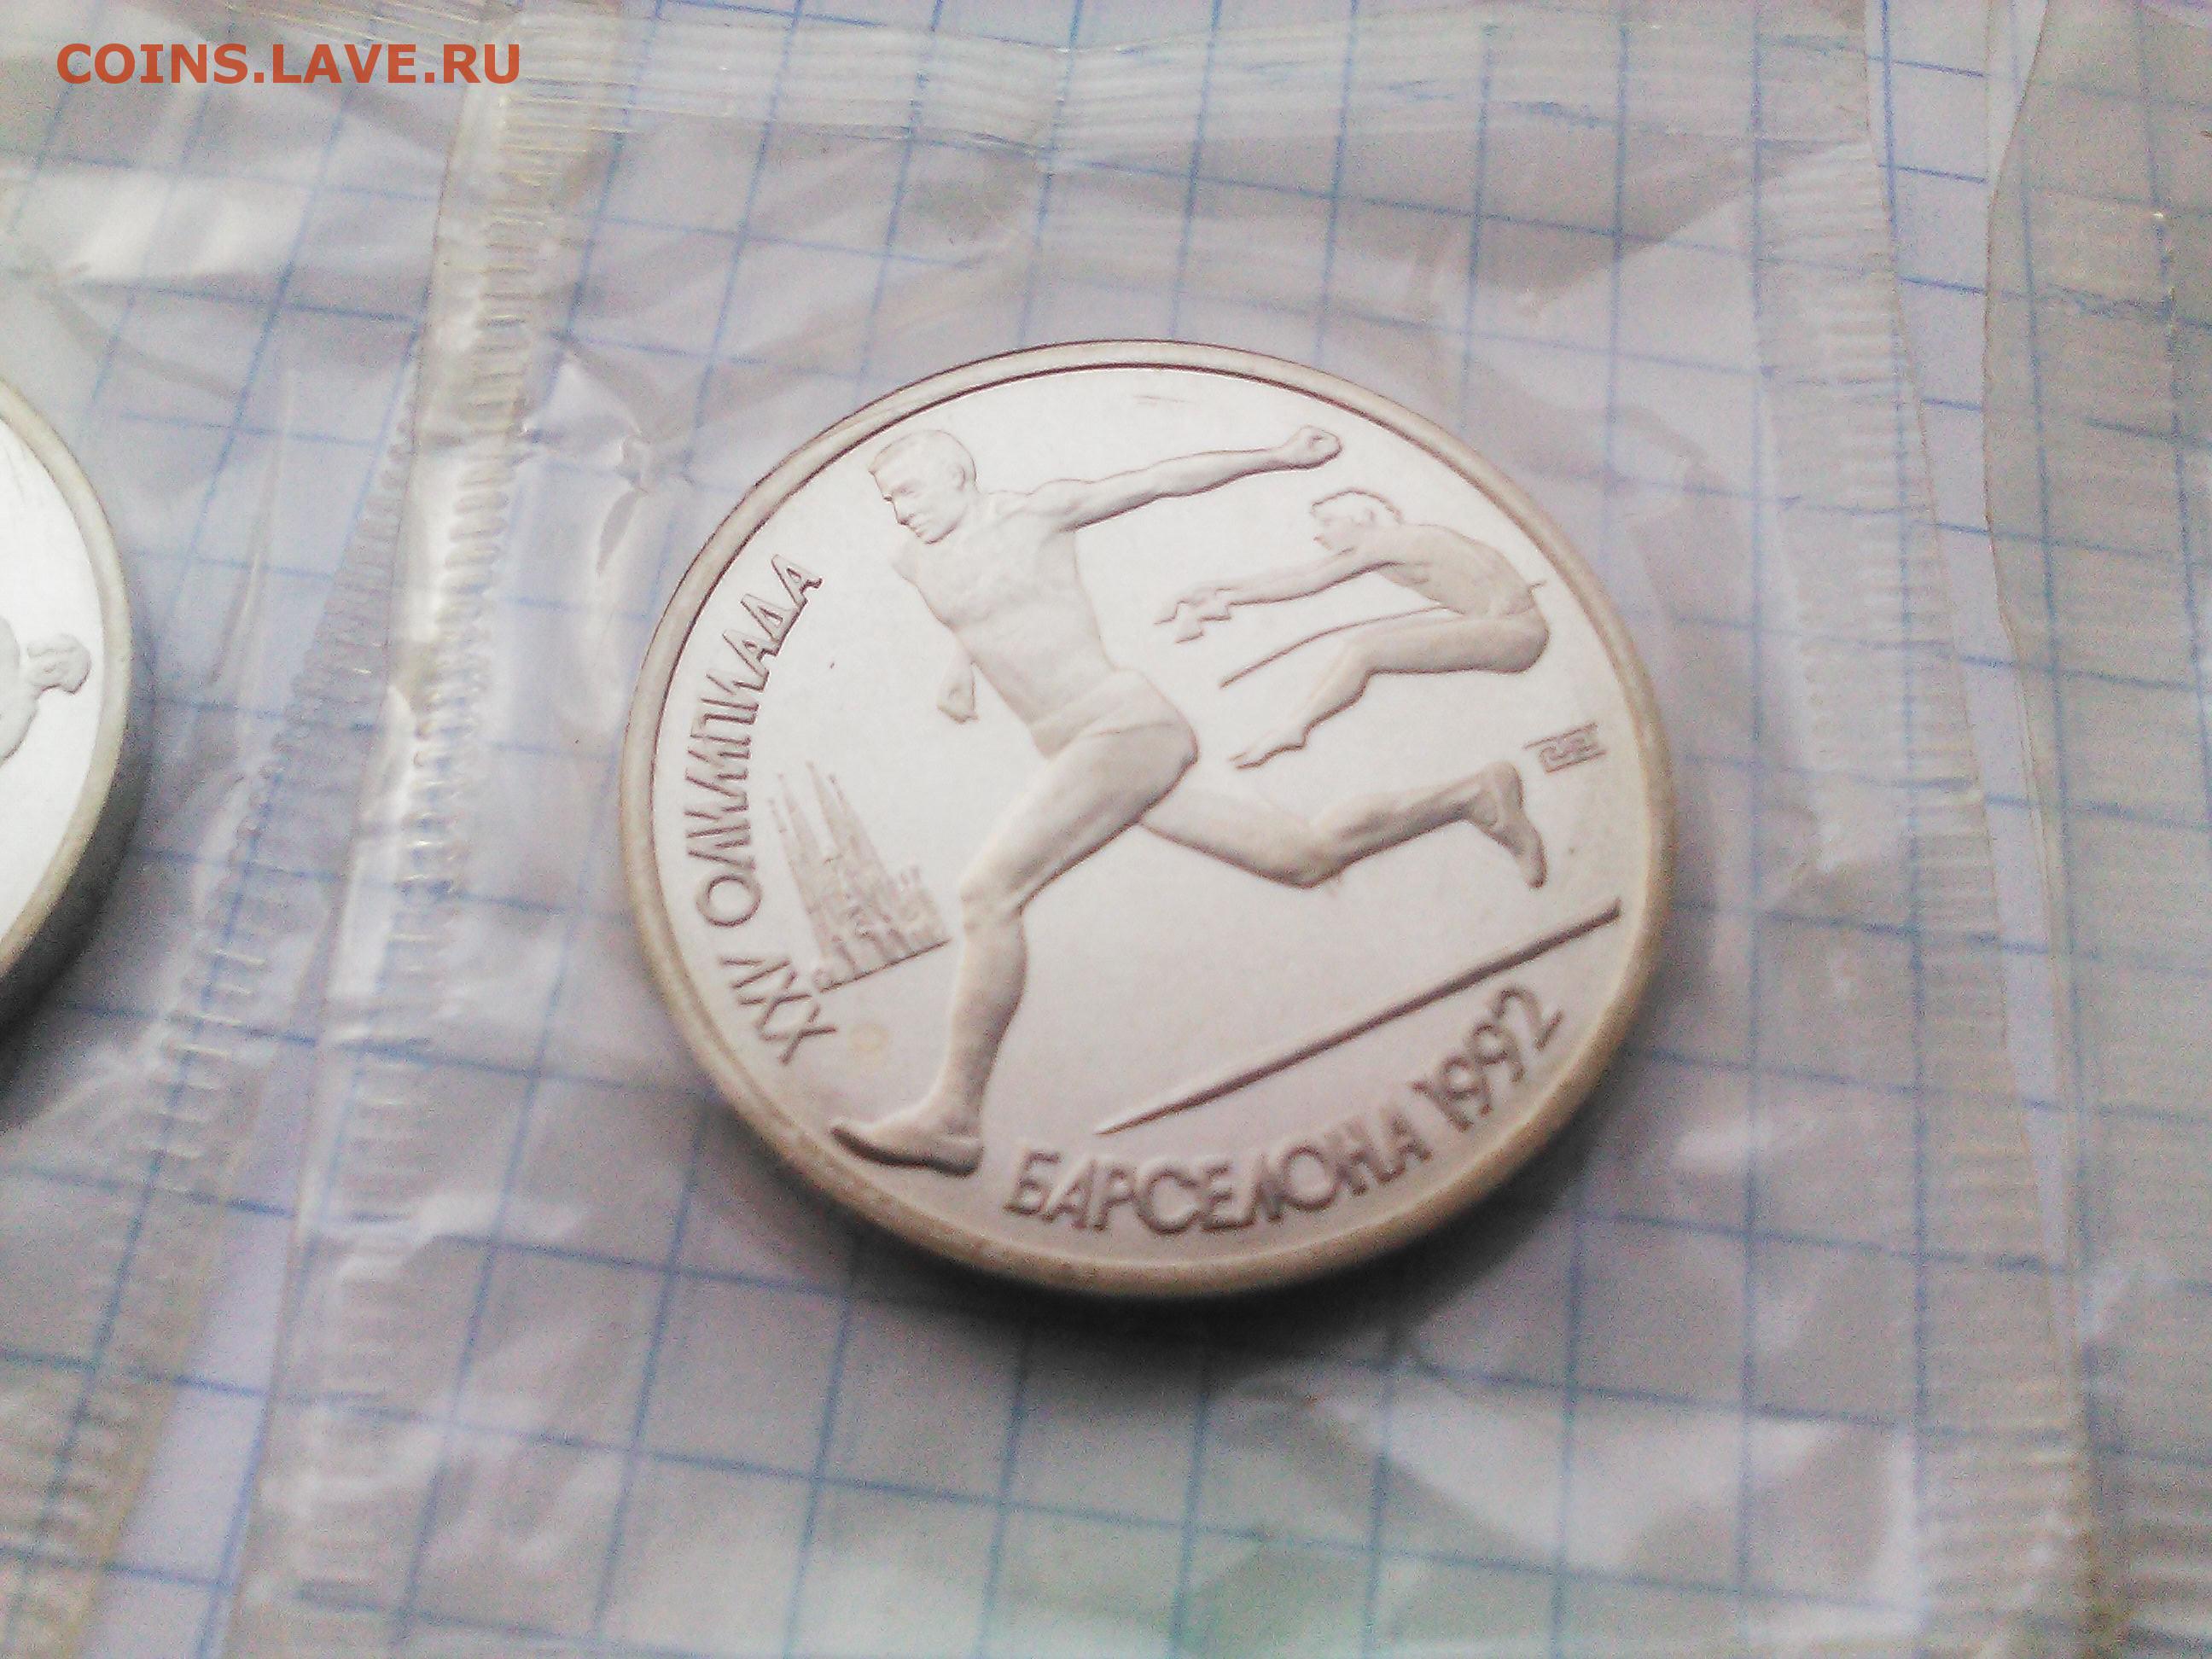 COINS.LAVE.RU
XXV ОЛИМПИАДА
БАРСЕЛОНА 1992